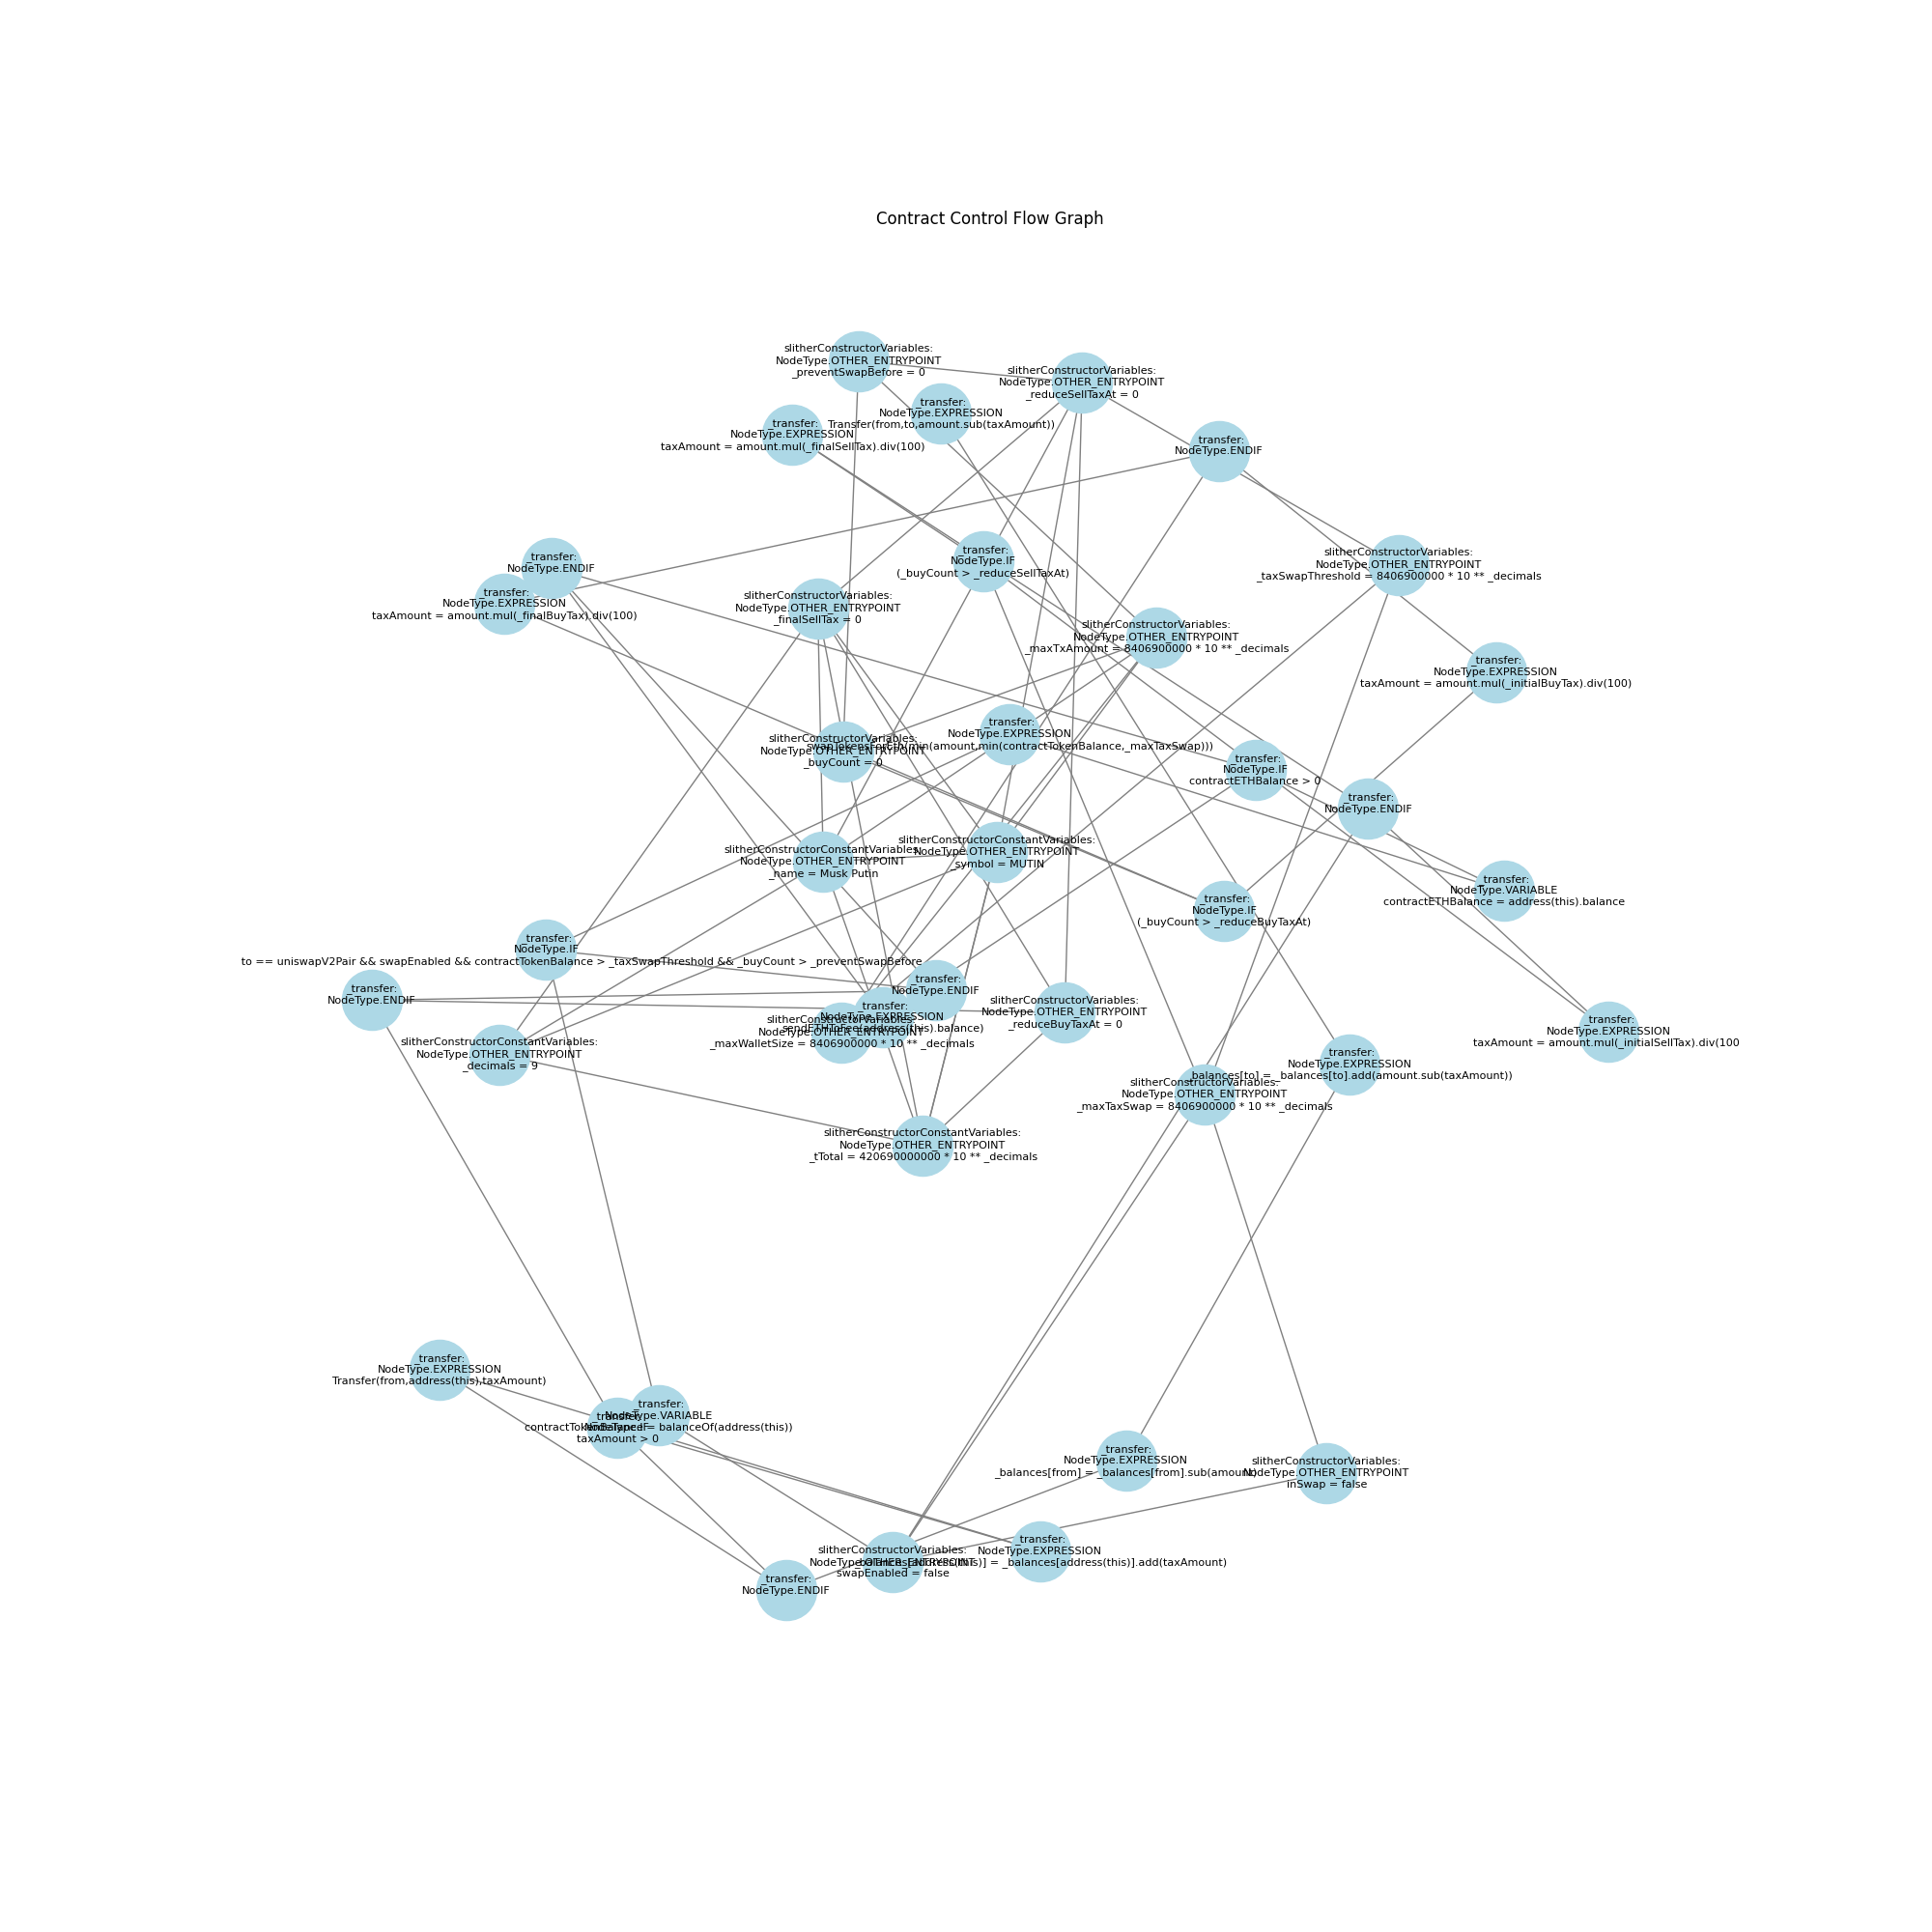 Contract Control Flow Graph
slitherConstructorVariables:
NodeType.OTHER_ENTRYPOINT
_preventSwapBefore = 0
slitherConstructorVariables:
NodeType.OTHER_ENTRYPOINT
_reduceSellTaxAt = 0
_transfer:
NodeType.EXPRESSION
Transfer(from,to,amount.sub(taxAmount))
_transfer:
NodeType.EXPRESSION
taxAmount = amount.mul(_finalSellTax).div(100)
_transfer:
NodeType.ENDIF
_transfer:
NodeType.IF
(_buyCount > _reduceSellTaxAt)
slitherConstructorVariables:
NodeType.OTHER_ENTRYPOINT
_taxSwapThreshold = 8406900000 * 10 ** _decimals
_transfer:
NodeType.ENDIF
_transfer:
NodeType.EXPRESSION
taxAmount = amount.mul(_finalBuyTax).div(100)
slitherConstructorVariables:
NodeType.OTHER_ENTRYPOINT
_finalSellTax = 0
slitherConstructorVariables:
NodeType.OTHER_ENTRYPOINT
_maxTxAmount = 8406900000 * 10 ** _decimals
_transfer:
NodeType.EXPRESSION
taxAmount = amount.mul(_initialBuyTax).div(100)
_transfer:
NodeType.EXPRESSION
swapTokensForEth(min(amount,min(contractTokenBalance,_maxTaxSwap)))
slitherConstructorVariables:
NodeType.OTHER_ENTRYPOINT
_buyCount = 0
_transfer:
NodeType.IF
contractETHBalance > 0
_transfer:
NodeType.ENDIF
slitherConstructorConstantVariables:
NodeType.OTHER_ENTRYPOINT
_name = Musk Putin
slitherConstructorConstantVariables:
NodeType.OTHER_ENTRYPOINT
_symbol = MUTIN
_transfer:
NodeType.VARIABLE
contractETHBalance = address(this).balance
_transfer:
NodeType.IF
(_buyCount > _reduceBuyTaxAt)
_transfer:
NodeType.IF
to == uniswapV2Pair && swapEnabled && contractTokenBalance > _taxSwapThreshold && _buyCount > _preventSwapBefore
_transfer:
NodeType.ENDIF
_transfer:
NodeType.ENDIF
_transfer:
NodeType.EXPRESSION
sendETHToFee(address(this).balance)
slitherConstructorVariables:
NodeType.OTHER_ENTRYPOINT
_maxWalletSize = 8406900000 * 10 ** _decimals
slitherConstructorVariables:
NodeType.OTHER_ENTRYPOINT
_reduceBuyTaxAt = 0
_transfer:
NodeType.EXPRESSION
taxAmount = amount.mul(_initialSellTax).div(100
slitherConstructorConstantVariables:
NodeType.OTHER_ENTRYPOINT
_decimals = 9
_transfer:
NodeType.EXPRESSION
_balances[to] = _balances[to].add(amount.sub(taxAmount))
slitherConstructorVariables:
NodeType.OTHER_ENTRYPOINT
_maxTaxSwap = 8406900000 * 10 ** _decimals
slitherConstructorConstantVariables:
NodeType.OTHER_ENTRYPOINT
_tTotal = 420690000000 * 10 ** _decimals
_transfer:
NodeType.EXPRESSION
Transfer(from,address(this),taxAmount)
_transfer:
NodeType.VARIABLE
contractTokenBalance = balanceOf(address(this))
_transfer:
NodeType.IF
taxAmount > 0
_transfer:
NodeType.EXPRESSION
_balances[from] = _balances[from].sub(amount)
slitherConstructorVariables:
NodeType.OTHER_ENTRYPOINT
inSwap = false
slitherConstructorVariables:
NodeType.OTHER_ENTRYPOINT
swapEnabled = false
_transfer:
NodeType.EXPRESSION
_balances[address(this)] = _balances[address(this)].add(taxAmount)
_transfer:
NodeType.ENDIF